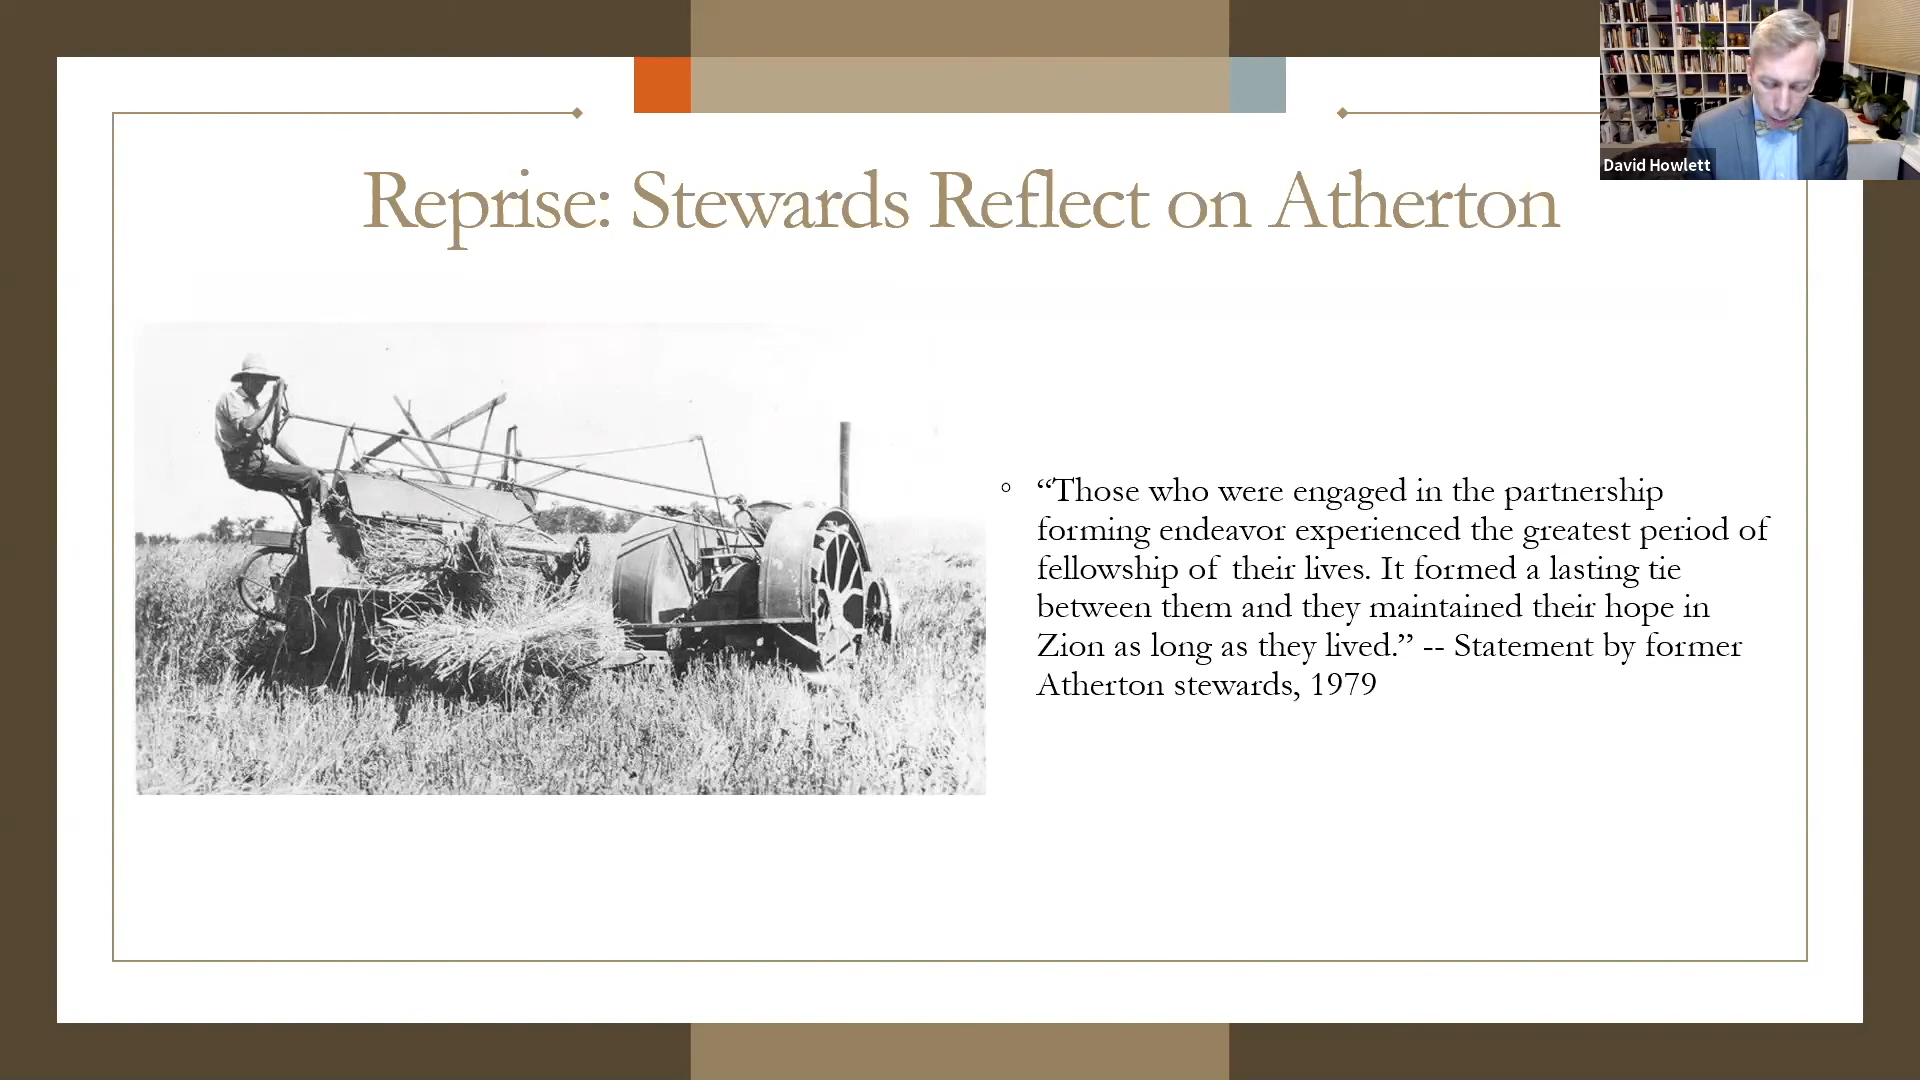 David Howlett
Reprise: Stewards Reflect on Atherton
“Those who were engaged in the partnership
forming endeavor experienced the greatest period of
fellowship of their lives. It formed a lasting tie
between them and they maintained their hope in
Zion as long as they lived.” -- Statement by former
Atherton stewards, 1979